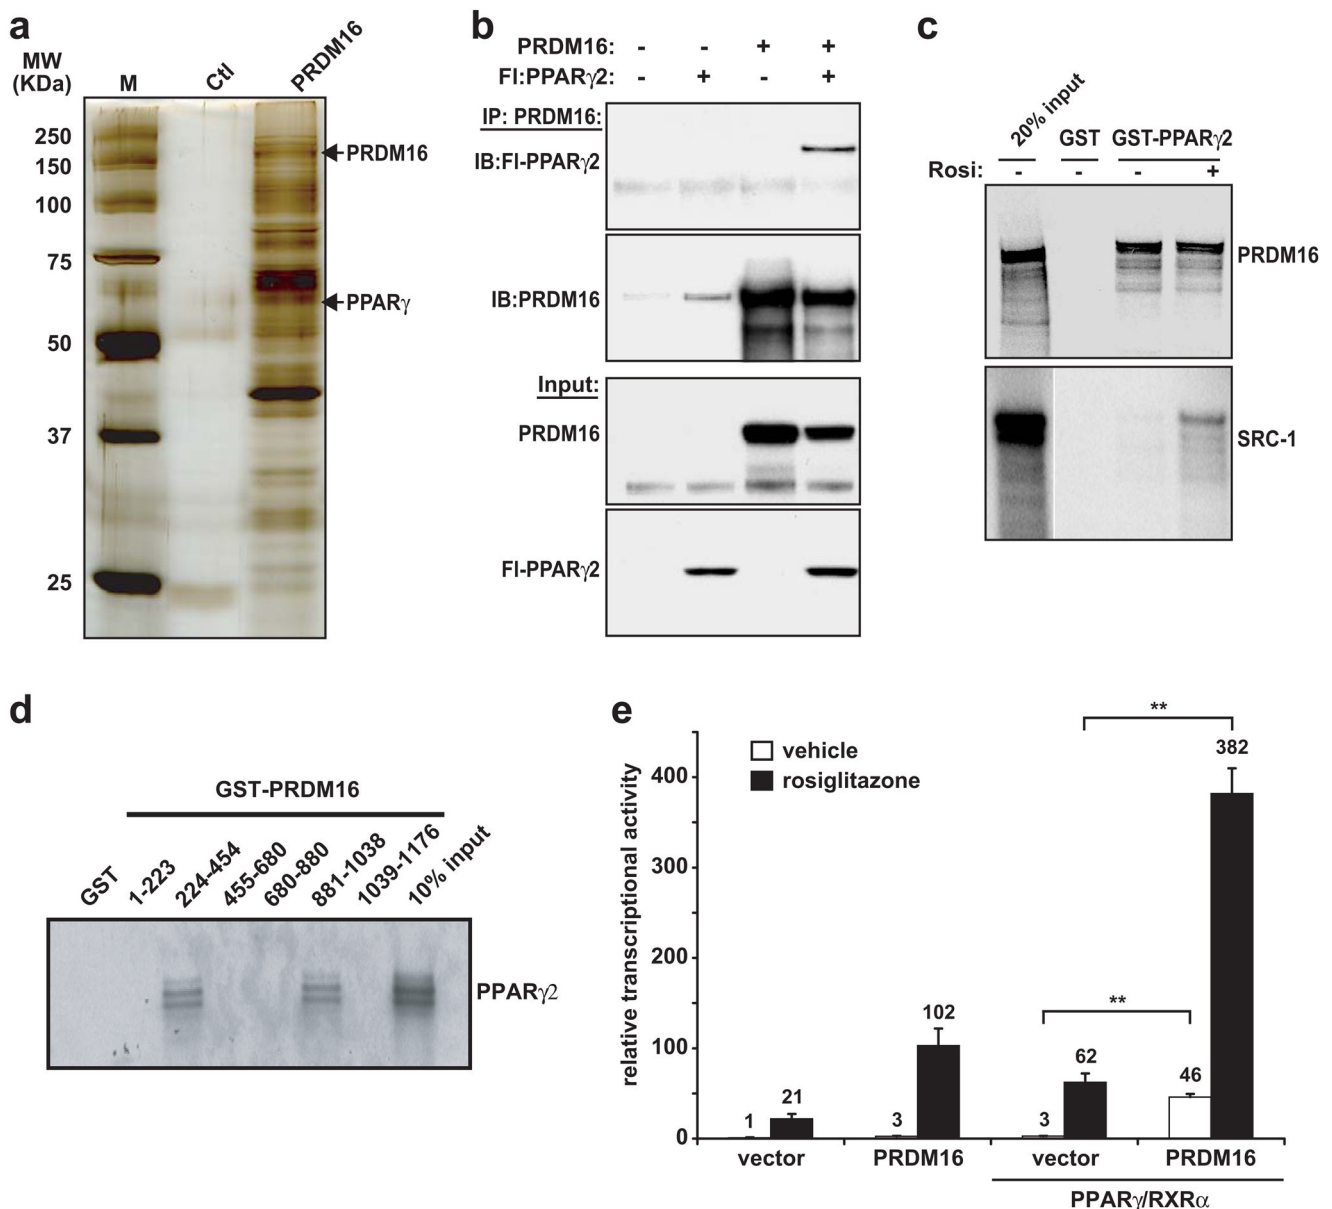 a
MW
(KDa)
M
Ctl
PRDM16
250
150
100
75
50
37
25
PRDM16
PPARγ
b
PRDM16: - - + +
Fl:PPARγ2: - + - +
IP: PRDM16:
IB:Fl-PPARγ2
IB:PRDM16
Input:
PRDM16
Fl-PPARγ2
c
20% input
GST
GST-PPARγ2
Rosi: - - - +
PRDM16
SRC-1
d
GST-PRDM16
GST
1-223
224-454
455-680
680-880
881-1038
1039-1176
10% input
PPARγ2
e
relative transcriptional activity
400
300
200
100
0
vehicle
rosiglitazone
**
382
**
102
62
46
21
1
3
3
vector PRDM16 vector PRDM16
PPARγ/RXRα